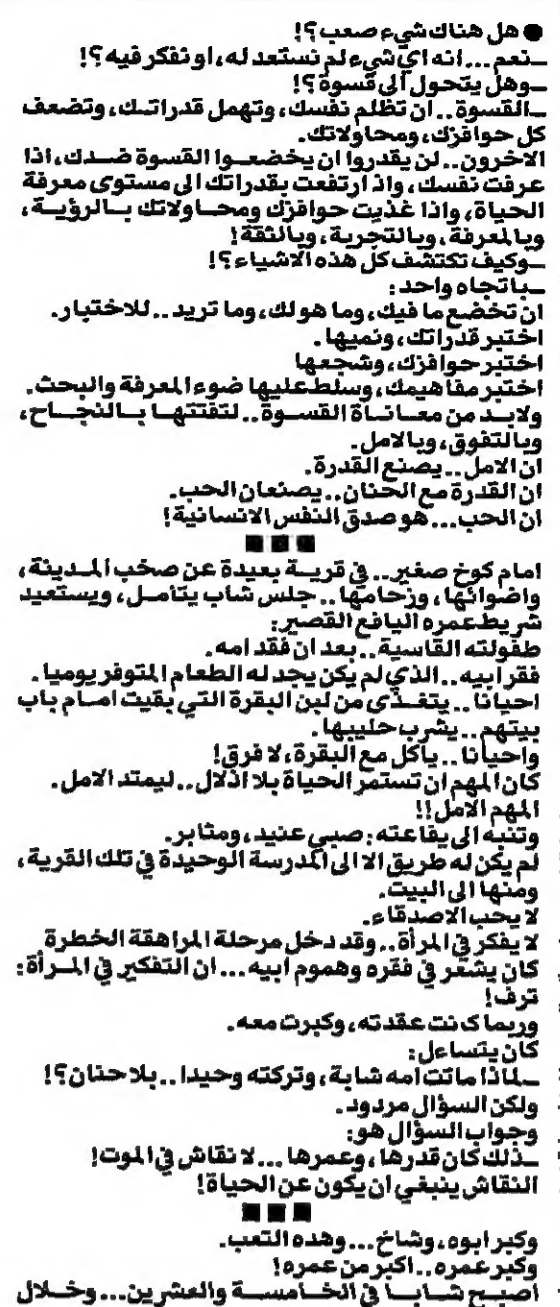 ● هل هناك شيء صعب؟!
ـ نعم... انه اي شيء لم نستعد له، او نفكر فيه؟!
ـ وهل يتحول الى قسوة؟!
ـ القسوة.. ان تظلم نفسك، وتهمل قدراتك، وتضعف
كل حوافزك، ومحاولاتك.
الاخرون.. لن يقدروا ان يخضعوا القسوة ضدك، اذا
عرفت نفسك، واذ ارتفعت بقدراتك الى مستوى معرفة
الحياة، واذا غذيت حوافزك ومحاولاتك بالرؤية،
وبالمعرفة، وبالتجربة، وبالثقة!
ـ وكيف تكتشف كل هذه الاشياء؟!
ـ باتجاه واحد:
ان تخضع ما فيك، وما هو لك، وما تريد.. للاختبار.
اختبر قدراتك، ونميها.
اختبر حوافزك، وشجعها
اختبر مفاهيمك، وسلط عليها ضوء المعرفة والبحث.
ولابد من معاناة القسوة.. لتفتتها بالنجاح،
وبالتفوق، وبالامل.
ان الامل.. يصنع القدرة.
ان القدرة مع الحنان.. يصنعان الحب.
ان الحب... هو صدق النفس الانسانية!
■ ■ ■
امام كوخ صغير.. في قرية بعيدة عن صخب المدينة،
واضوائها، وزحامها.. جلس شاب يتأمل، ويستعيد
شريط عمره اليافع القصير:
طفولته القاسية.. بعد ان فقد امه.
فقر ابيه.. الذي لم يكن يجد له الطعام المتوفر يوميا.
احيانا.. يتغذى من لبن البقرة التي بقيت امام باب
بيتهم.. يشرب حليبها.
واحيانا.. ياكل مع البقرة، لا فرق!
كان المهم ان تستمر الحياة بلا اذلال.. ليمتد الامل.
المهم الامل!!
وتنبه الى يفاعته: صبي عنيد، ومثابر.
لم يكن له طريق الا الى المدرسة الوحيدة في تلك القرية،
ومنها الى البيت.
لا يحب الاصدقاء.
لا يفكر في المرأة.. وقد دخل مرحلة المراهقة الخطرة
كان يشعر في فقره وهموم ابيه... ان التفكير في المرأة:
ترف!
وربما كنت عقدته، وكبرت معه.
كان يتساءل:
ـ لماذا ماتت امه شابة، وتركته وحيدا.. بلا حنان؟!
ولكن السؤال مردود.
وجواب السؤال هو:
ـ ذلك كان قدرها، وعمرها... لا نقاش في الموت!
النقاش ينبغي ان يكون عن الحياة!
■ ■ ■
وكبر ابوه، وشاخ... وهده التعب.
وكبر عمره.. اكبر من عمره!
اصبح شابا في الخامسة والعشرين... وخلال